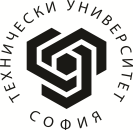 ТЕХНИЧЕСКИ УНИВЕРСИТЕТ
СОФИЯ